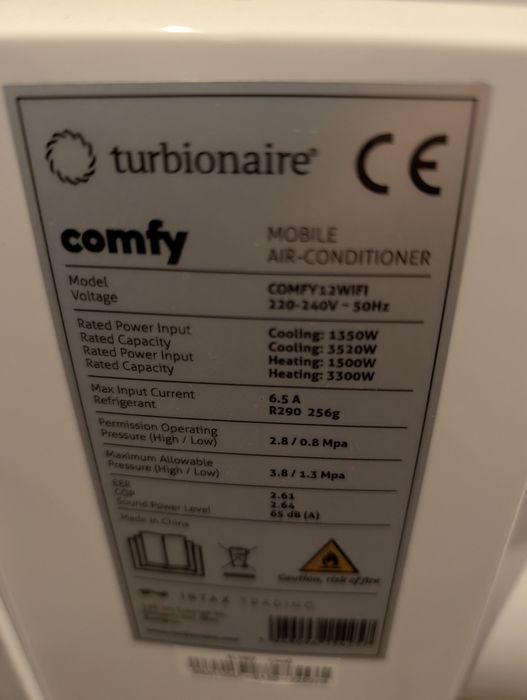 turbionaire CE
comfy MOBILE
AIR-CONDITIONER
Model COMFY12WIFI
Voltage 220-240V ~ 50Hz
Rated Power Input Cooling: 1350W
Rated Capacity Cooling: 3520W
Rated Power Input Heating: 1500W
Rated Capacity Heating: 3300W
Max Input Current 6.5 A
Refrigerant R290 256g
Permission Operating
Pressure (High / Low) 2.8 / 0.8 Mpa
Maximum Allowable
Pressure (High / Low) 3.8 / 1.3 Mpa
EER 2.61
COP 2.64
Sound Power Level 65 dB (A)
Made in China
Caution, risk of fire
INTAX TRADING